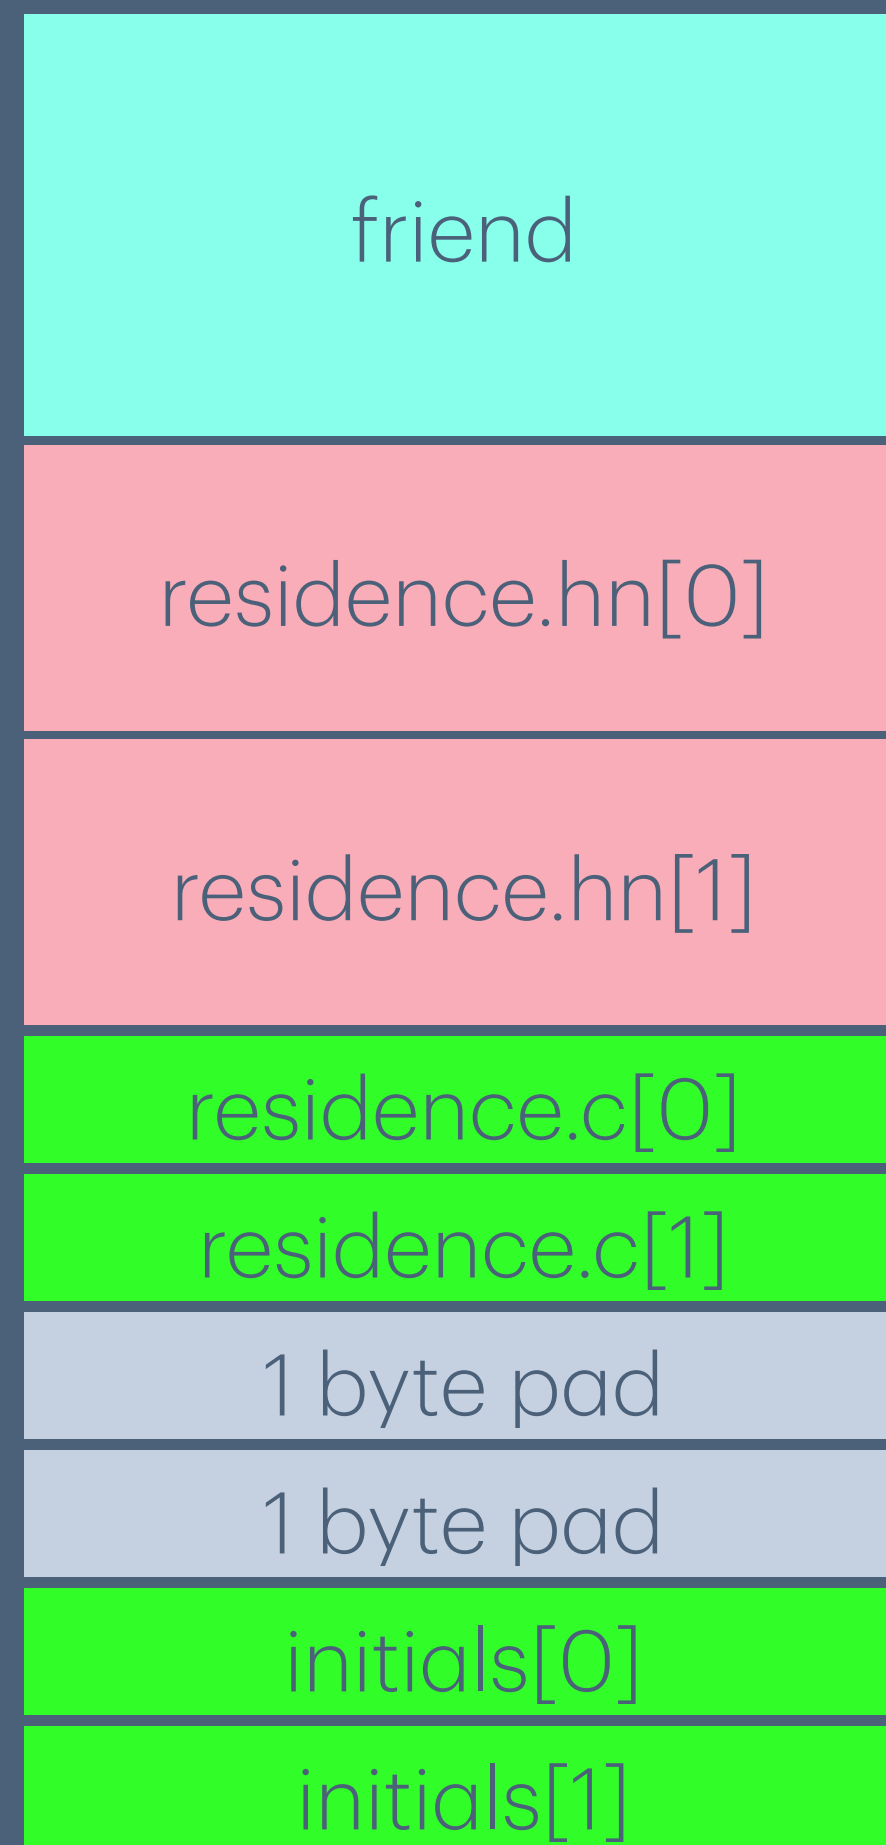 friend
residence.hn[0]
residence.hn[1]
residence.c[0]
residence.c[1]
1 byte pad
1 byte pad
initials[0]
initials[1]